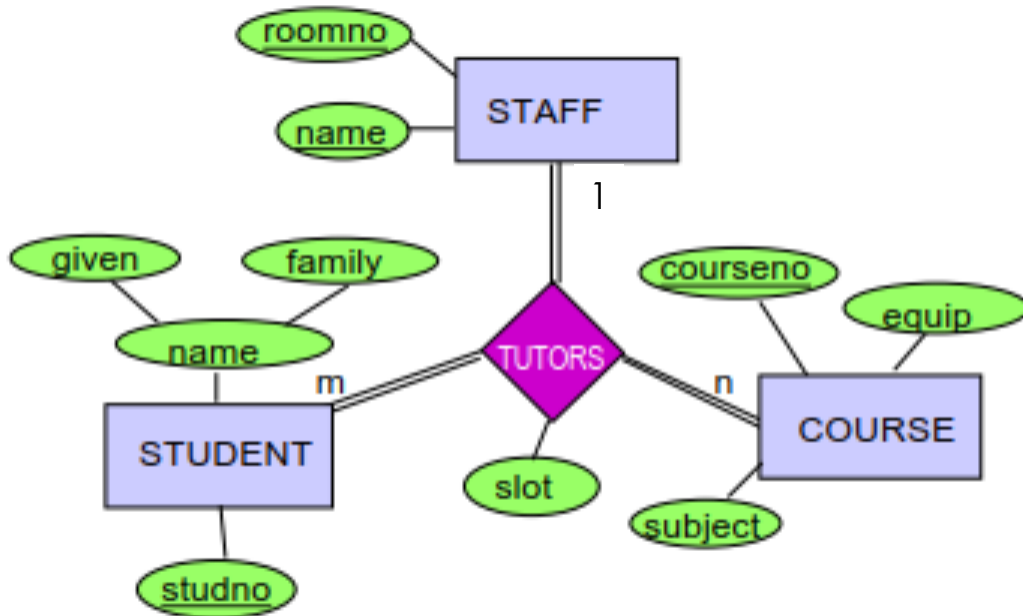 roomno
STAFF
name
1
given
family
courseno
equip
name
TUTORS
m
n
STUDENT
COURSE
slot
subject
studno